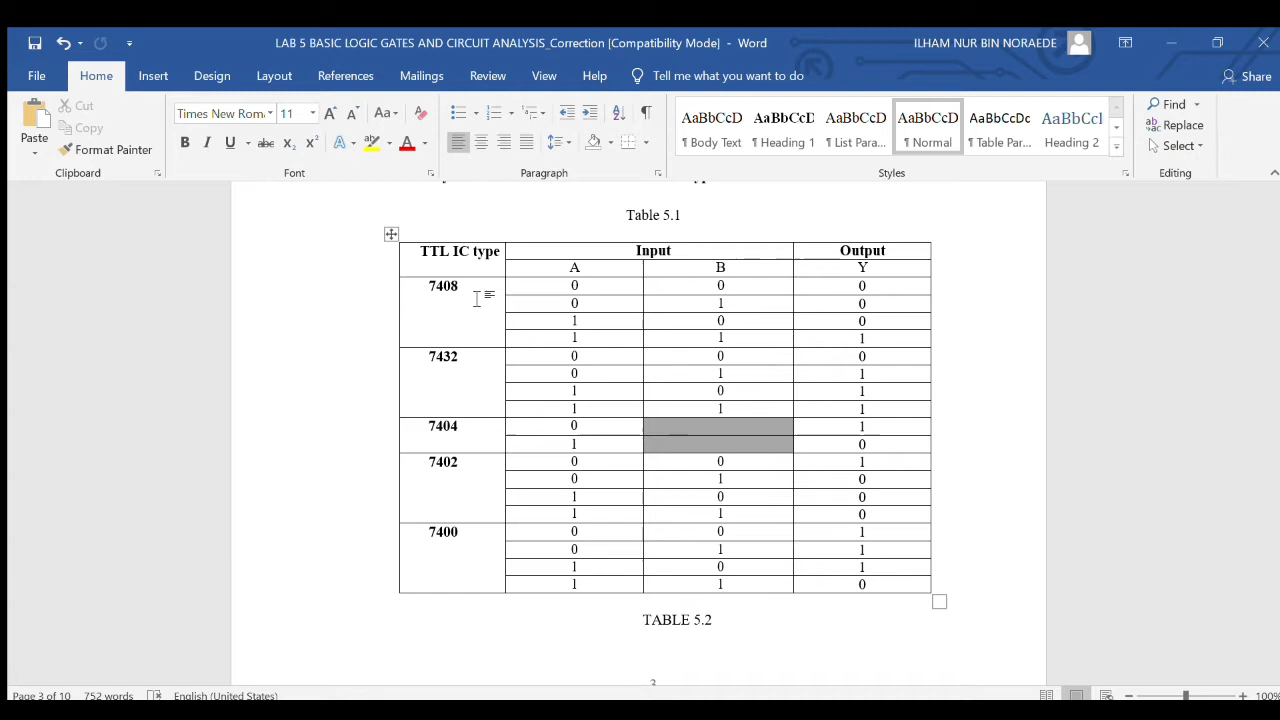 LAB 5 BASIC LOGIC GATES AND CIRCUIT ANALYSIS_Correction [Compatibility Mode] - Word
ILHAM NUR BIN NORAEDE
File Home Insert Design Layout References Mailings Review View Help Tell me what you want to do Share
Paste
Cut
Copy
Format Painter
Clipboard
Times New Rom 11
Font
Paragraph
AaBbCcD AaBbCcD AaBbCcD AaBbCcD AaBbCcDc AaBbCcI
¶ Body Text ¶ Heading 1 ¶ List Para... ¶ Normal ¶ Table Par... Heading 2
Styles
Find
Replace
Select
Editing
Table 5.1
TTL IC type Input Output
A B Y
7408 0 0 0
0 1 0
1 0 0
1 1 1
7432 0 0 0
0 1 1
1 0 1
1 1 1
7404 0 1
1 0
7402 0 0 1
0 1 0
1 0 0
1 1 0
7400 0 0 1
0 1 1
1 0 1
1 1 0
TABLE 5.2
3
Page 3 of 10 752 words English (United States) 100%